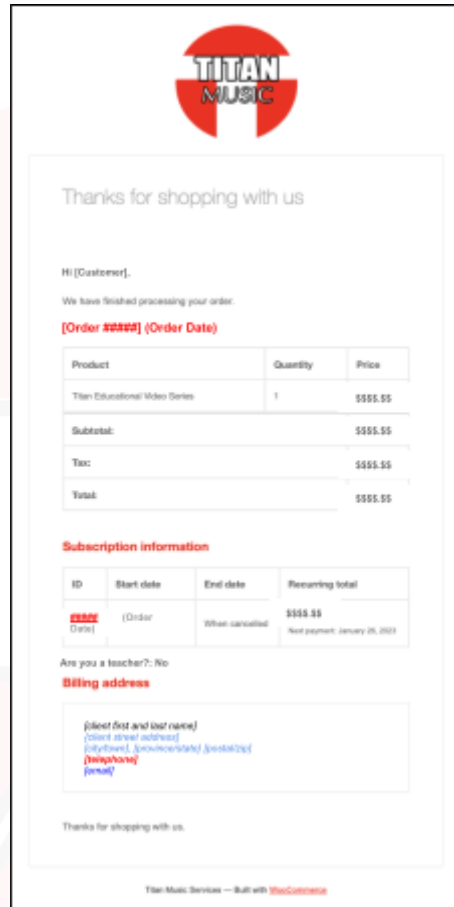 TITAN
MUSIC
Thanks for shopping with us
Hi [Customer],
We have finished processing your order.
[Order #####] (Order Date)
Product Quantity Price
Titan Educational Video Series 1 $$$$.$$
Subtotal: $$$$.$$
Tax: $$$$.$$
Total: $$$$.$$
Subscription information
ID Start date End date Recurring total
##### (Order When cancelled $$$$.$$
Date) Next payment: January 26, 2023
Are you a teacher?: No
Billing address
[client first and last name]
[client street address]
[city/town], [province/state] [postal/zip]
[telephone]
[email]
Thanks for shopping with us.
Titan Music Services — Built with WooCommerce